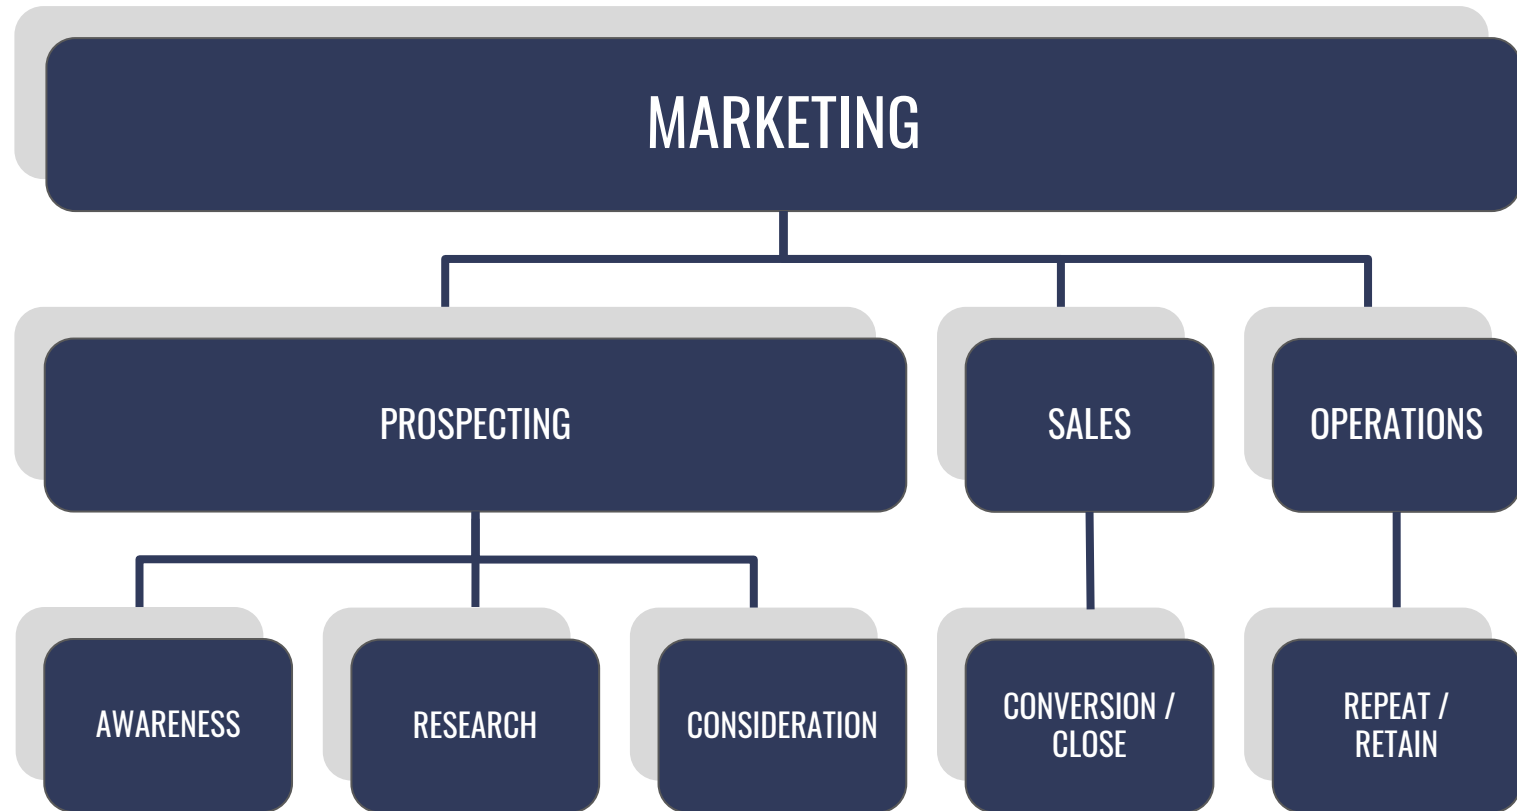 MARKETING
PROSPECTING
SALES
OPERATIONS
AWARENESS
RESEARCH
CONSIDERATION
CONVERSION /
CLOSE
REPEAT /
RETAIN